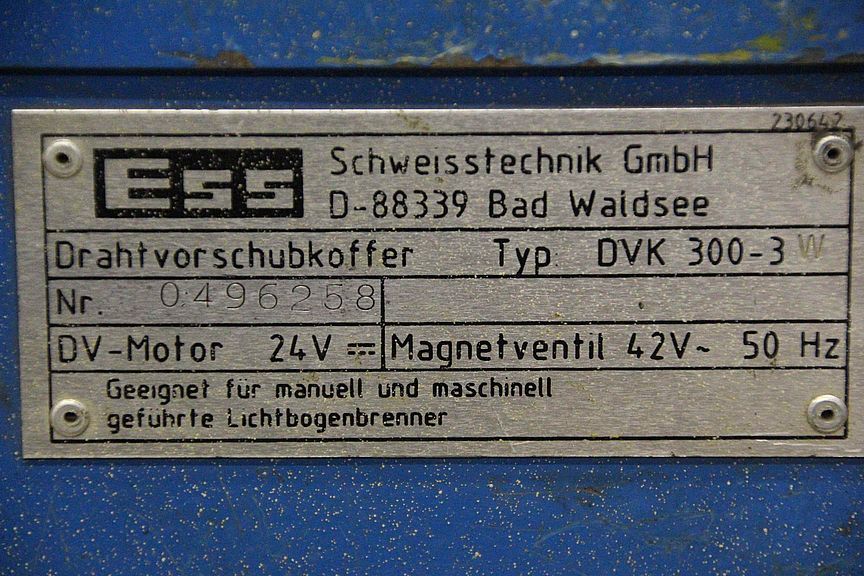 230642
ESS
Schweisstechnik GmbH
D-88339 Bad Waldsee
Drahtvorschubkoffer Typ DVK 300-3 W
Nr. 0496258
DV-Motor 24V ⎓ Magnetventil 42V~ 50 Hz
Geeignet für manuell und maschinell
geführte Lichtbogenbrenner